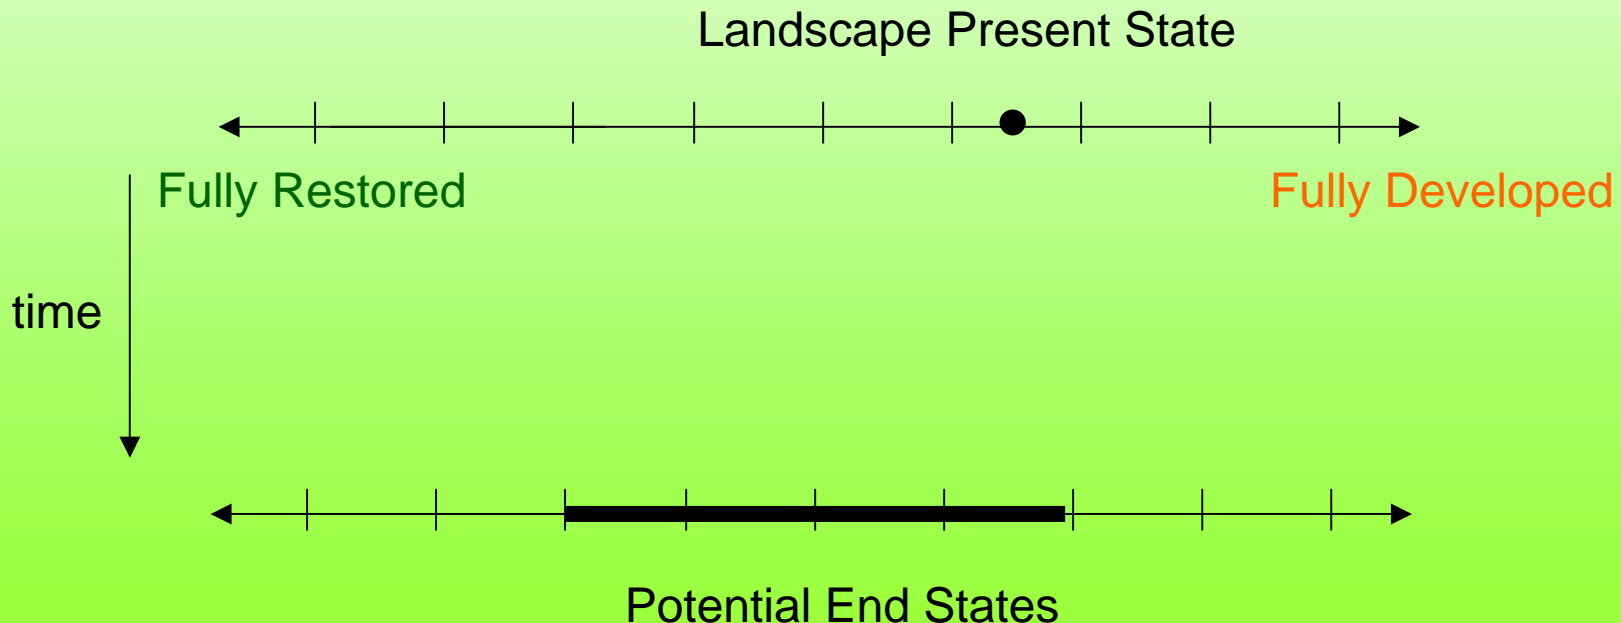 Landscape Present State
Fully Restored
Fully Developed
time
Potential End States